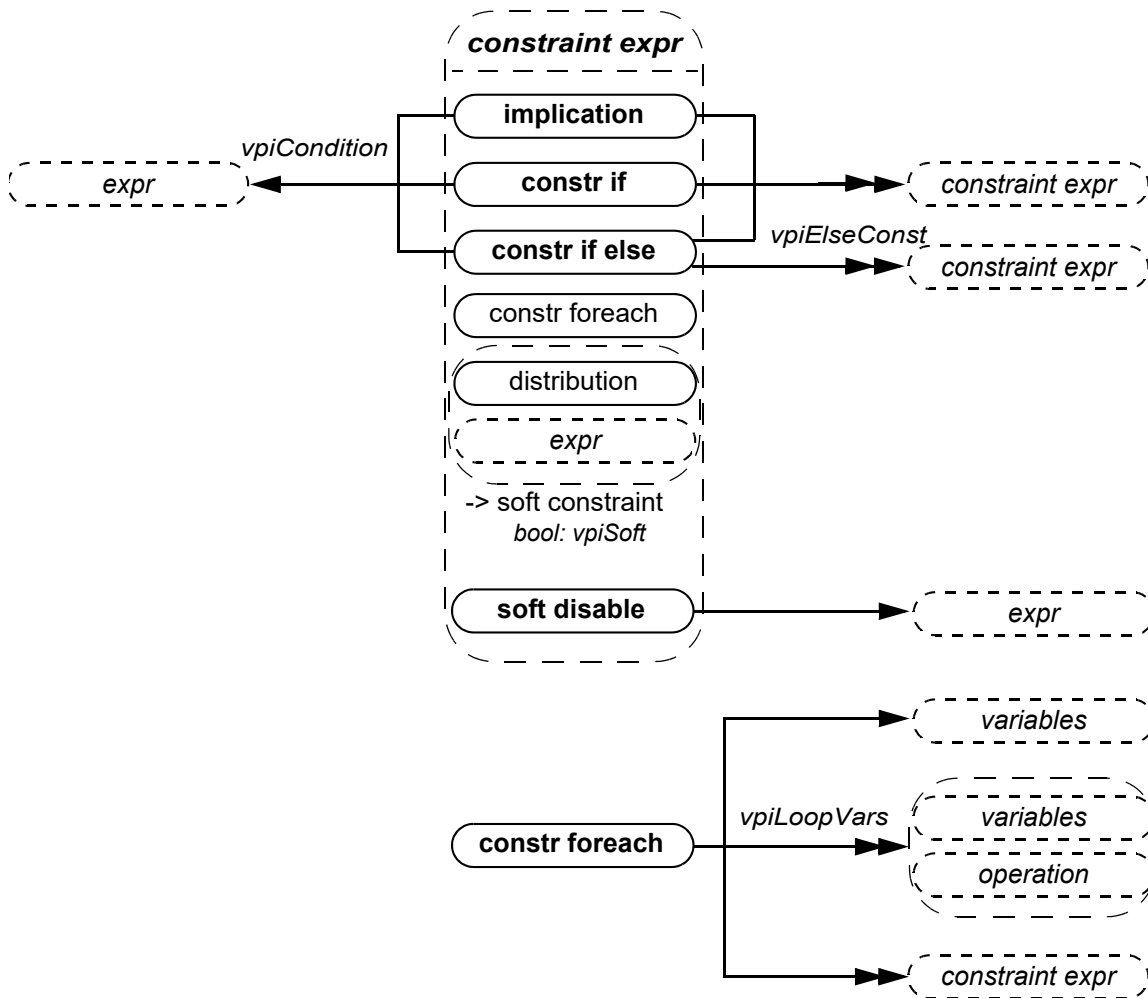 constraint expr
implication
vpiCondition
expr
constr if
constraint expr
constr if else
vpiElseConst
constraint expr
constr foreach
distribution
expr
-> soft constraint
bool: vpiSoft
soft disable
expr
variables
vpiLoopVars
variables
constr foreach
operation
constraint expr